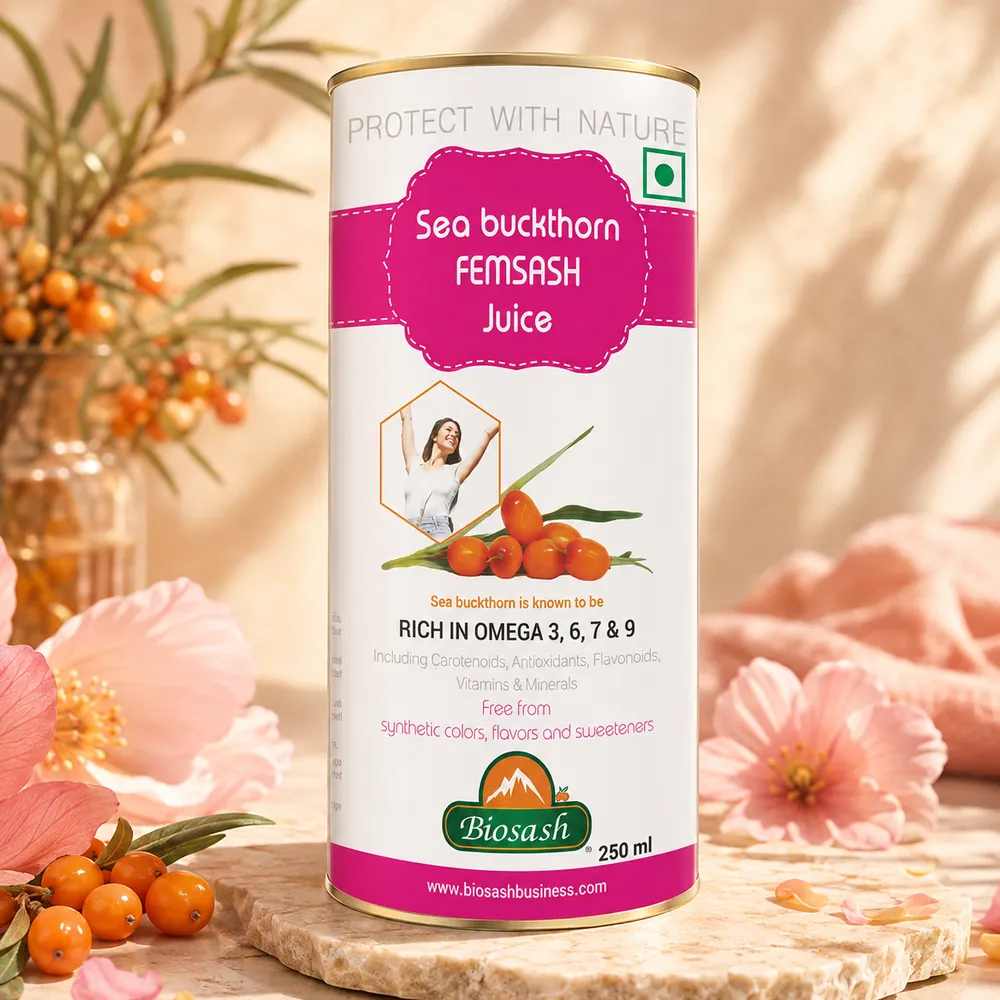 PROTECT WITH NATURE
Sea buckthorn
FEMSASH
Juice
Sea buckthorn is known to be
RICH IN OMEGA 3, 6, 7 & 9
Including Carotenoids, Antioxidants, Flavonoids,
Vitamins & Minerals
Free from
synthetic colors, flavors and sweeteners
Biosash
®
250 ml
www.biosashbusiness.com